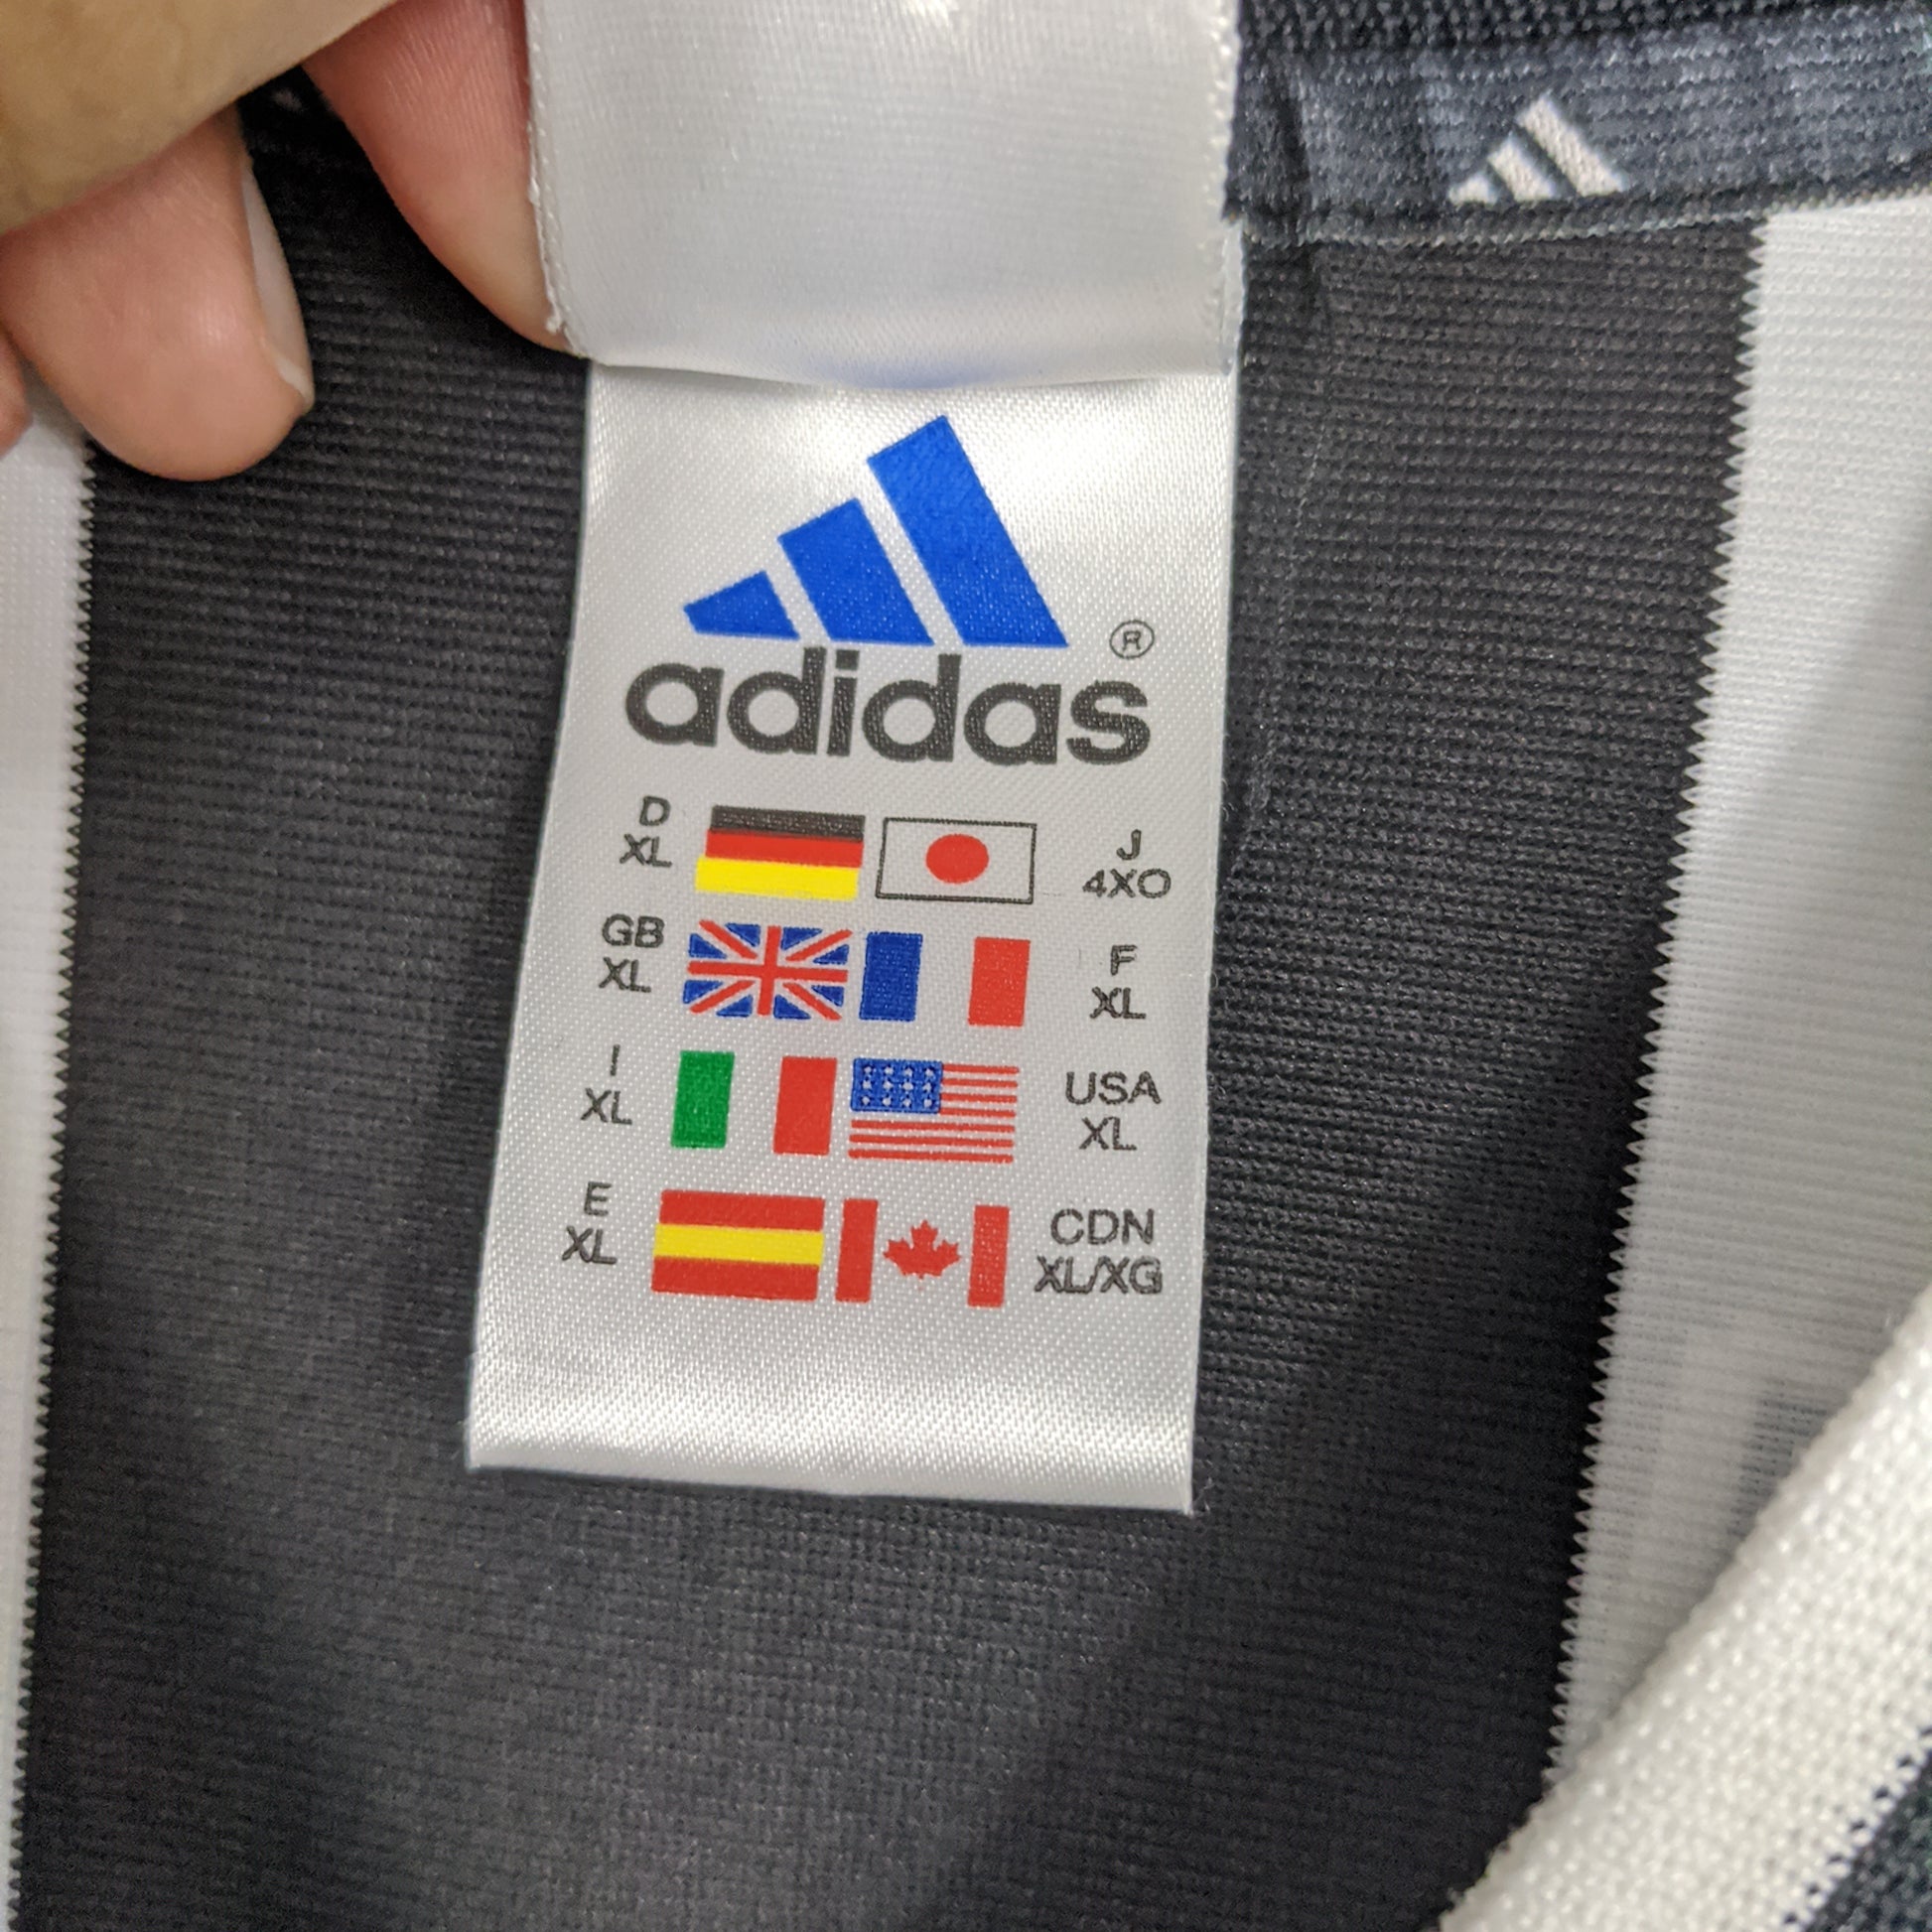 adidas ®
D
XL
J
4XO
GB
XL
F
XL
I
XL
USA
XL
E
XL
CDN
XL/XG